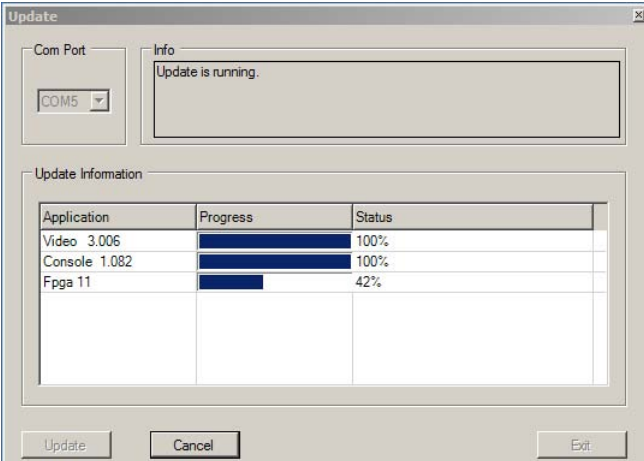 Update
Com Port
COM5
Info
Update is running.
Update Information
Application Progress Status
Video 3.006 100%
Console 1.082 100%
Fpga 11 42%
Update Cancel Exit